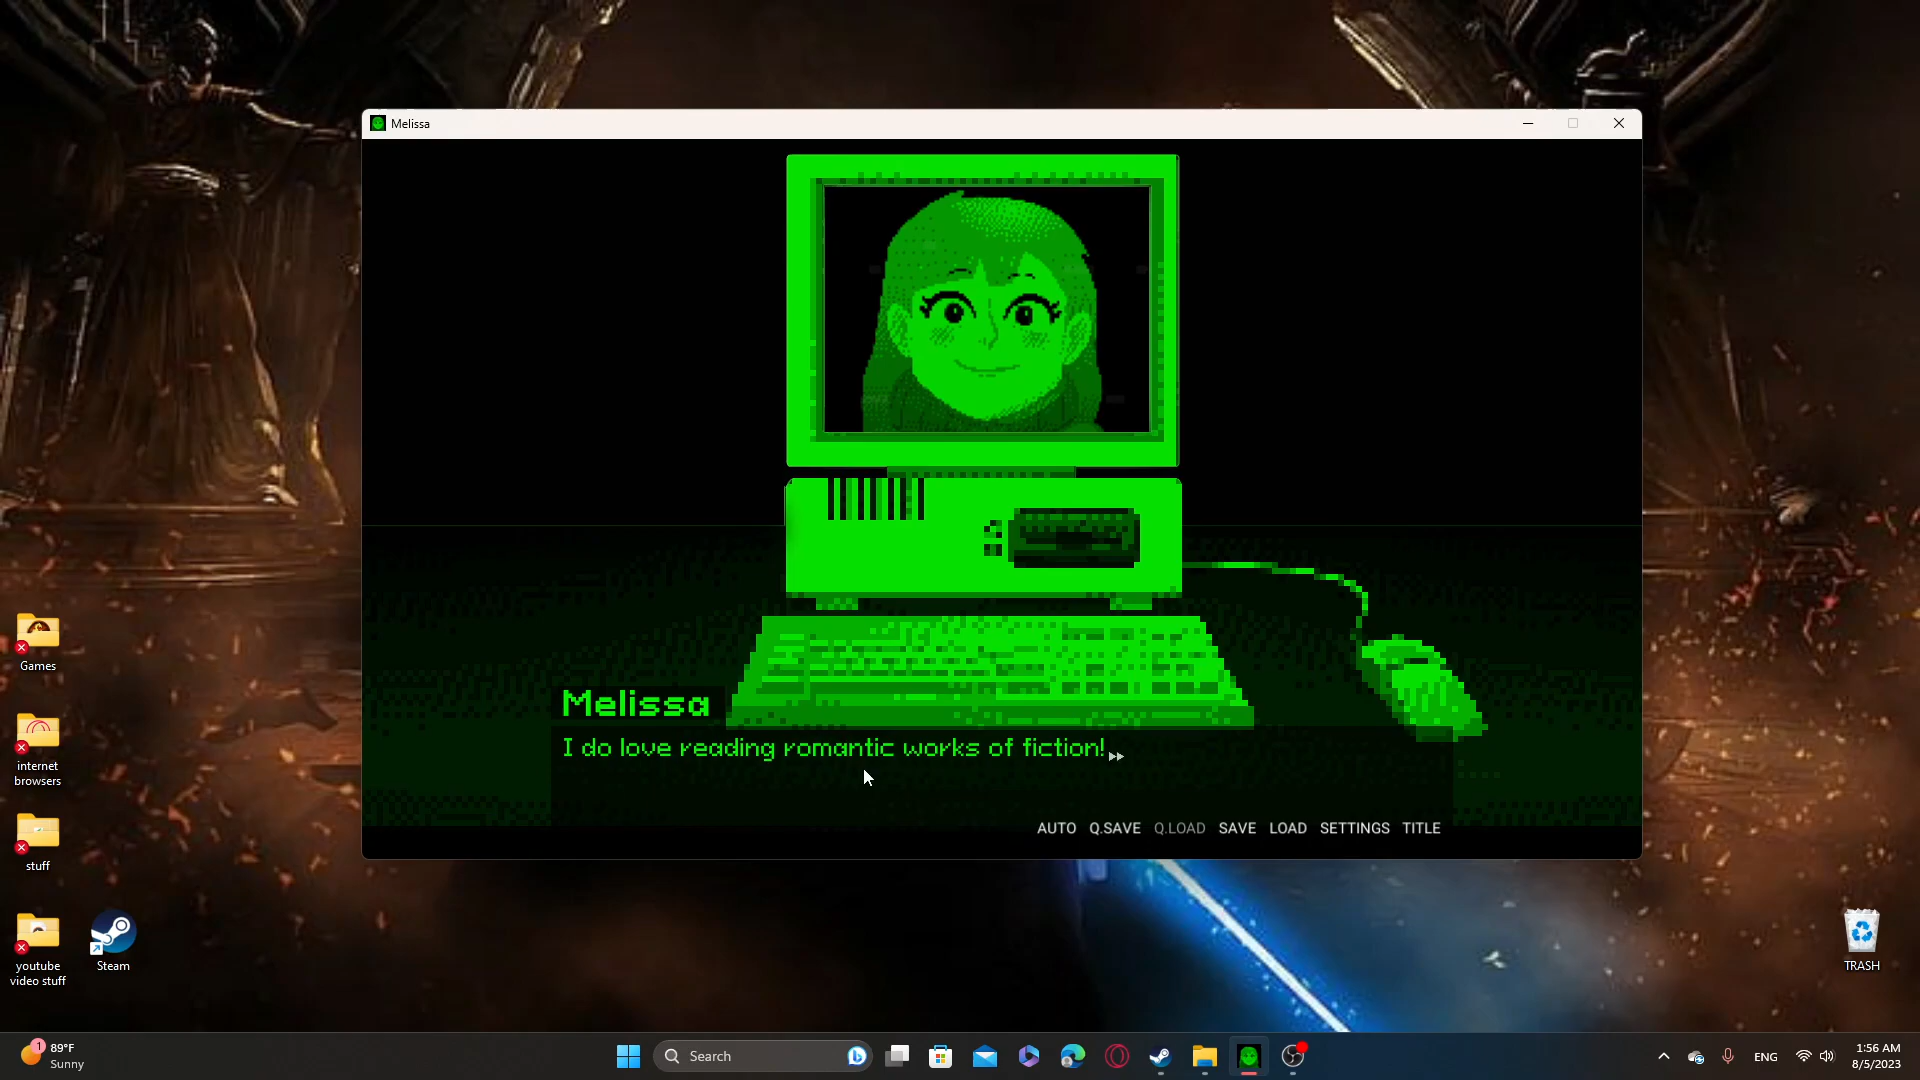 Melissa
Melissa
I do love reading romantic works of fiction!
AUTO Q.SAVE Q.LOAD SAVE LOAD SETTINGS TITLE
Games
internet
browsers
stuff
youtube
video stuff
Steam
TRASH
1
89°F
Sunny
Search
ENG
1:56 AM
8/5/2023